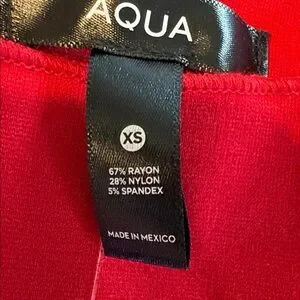 AQUA
XS
67% RAYON
28% NYLON
5% SPANDEX
MADE IN MEXICO